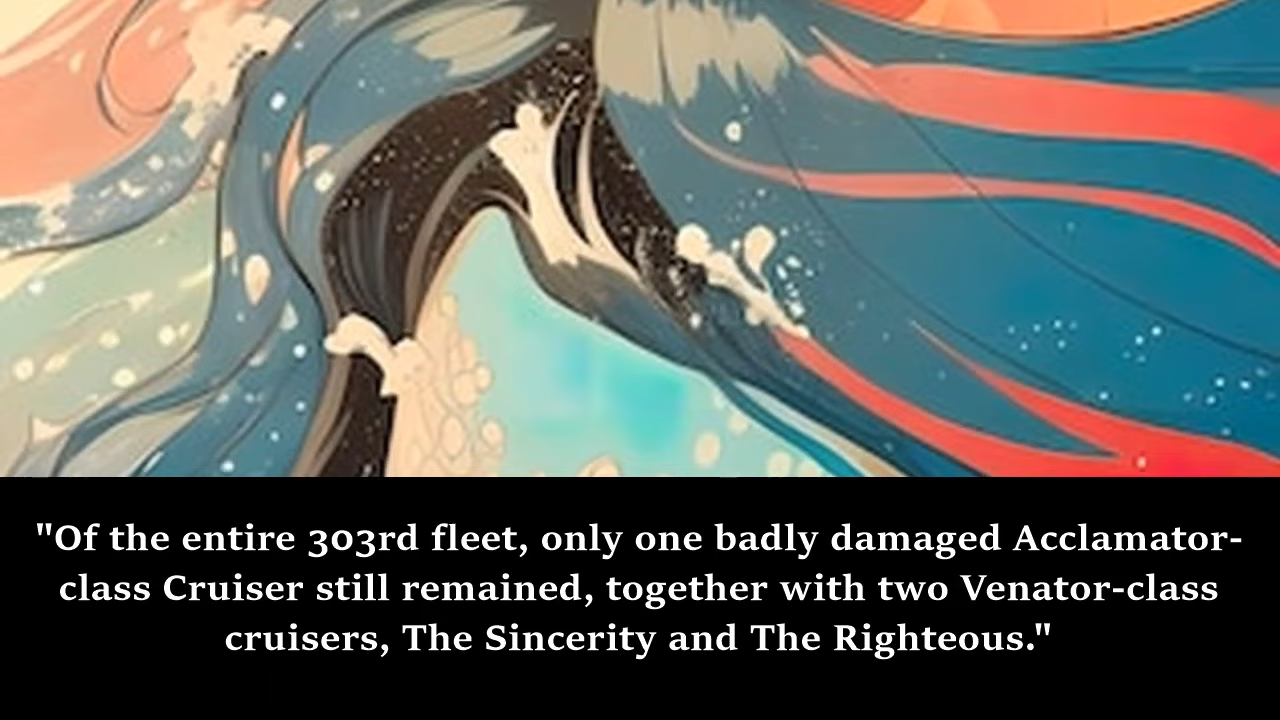 "Of the entire 303rd fleet, only one badly damaged Acclamator-
class Cruiser still remained, together with two Venator-class
cruisers, The Sincerity and The Righteous."